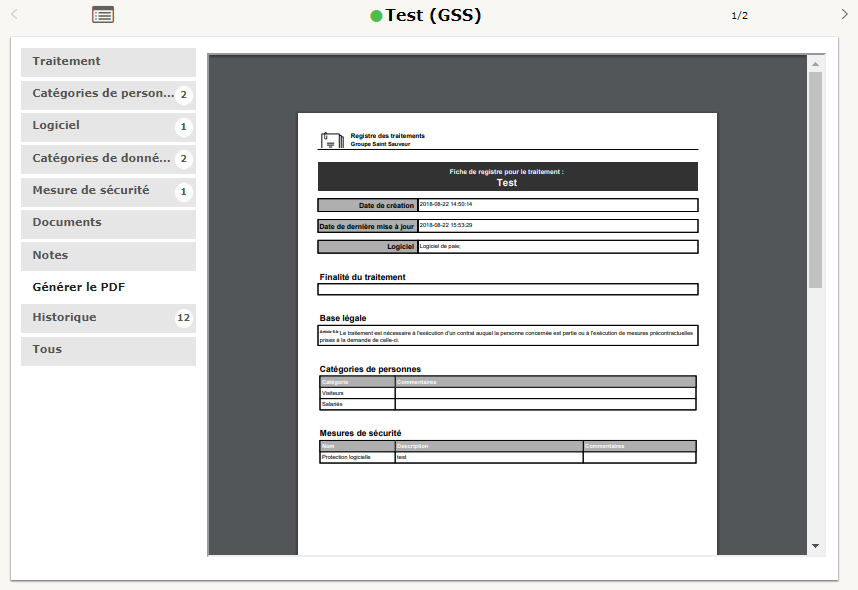 Test (GSS)
1/2
Traitement
Catégories de person... 2
Logiciel 1
Catégories de donné... 2
Mesure de sécurité 1
Documents
Notes
Générer le PDF
Historique 12
Tous
Registre des traitements
Groupe Saint Sauveur
Fiche de registre pour le traitement :
Test
Date de création 2018-08-22 14:50:14
Date de dernière mise à jour 2018-08-22 15:53:29
Logiciel Logiciel de paie;
Finalité du traitement
Base légale
Le traitement est nécessaire à l'exécution d'un contrat auquel la personne concernée est partie ou à l'exécution de mesures précontractuelles
prises à la demande de celle-ci.
Catégories de personnes
Catégorie Commentaires
Visiteurs
Salariés
Mesures de sécurité
Nom Description Commentaires
Protection logicielle test